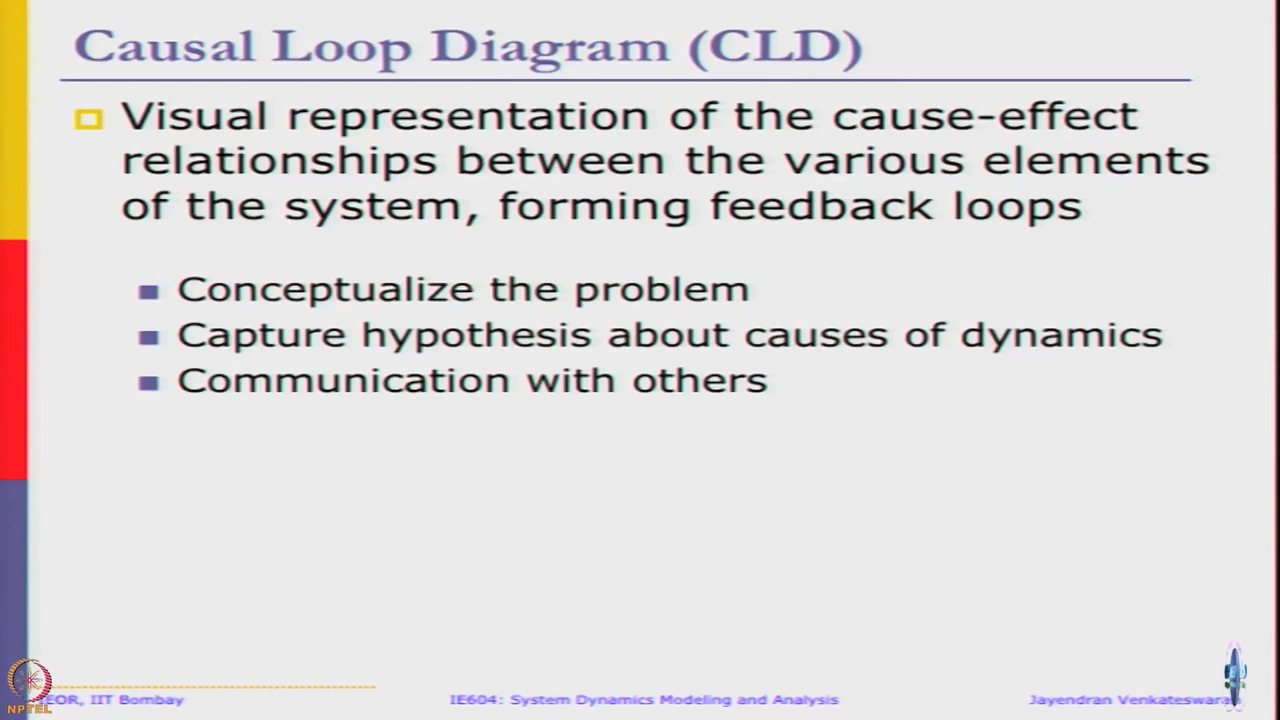 Causal Loop Diagram (CLD)
Visual representation of the cause-effect
relationships between the various elements
of the system, forming feedback loops
Conceptualize the problem
Capture hypothesis about causes of dynamics
Communication with others
IEOR, IIT Bombay
IE604: System Dynamics Modeling and Analysis
Jayendran Venkateswaran
NPTEL